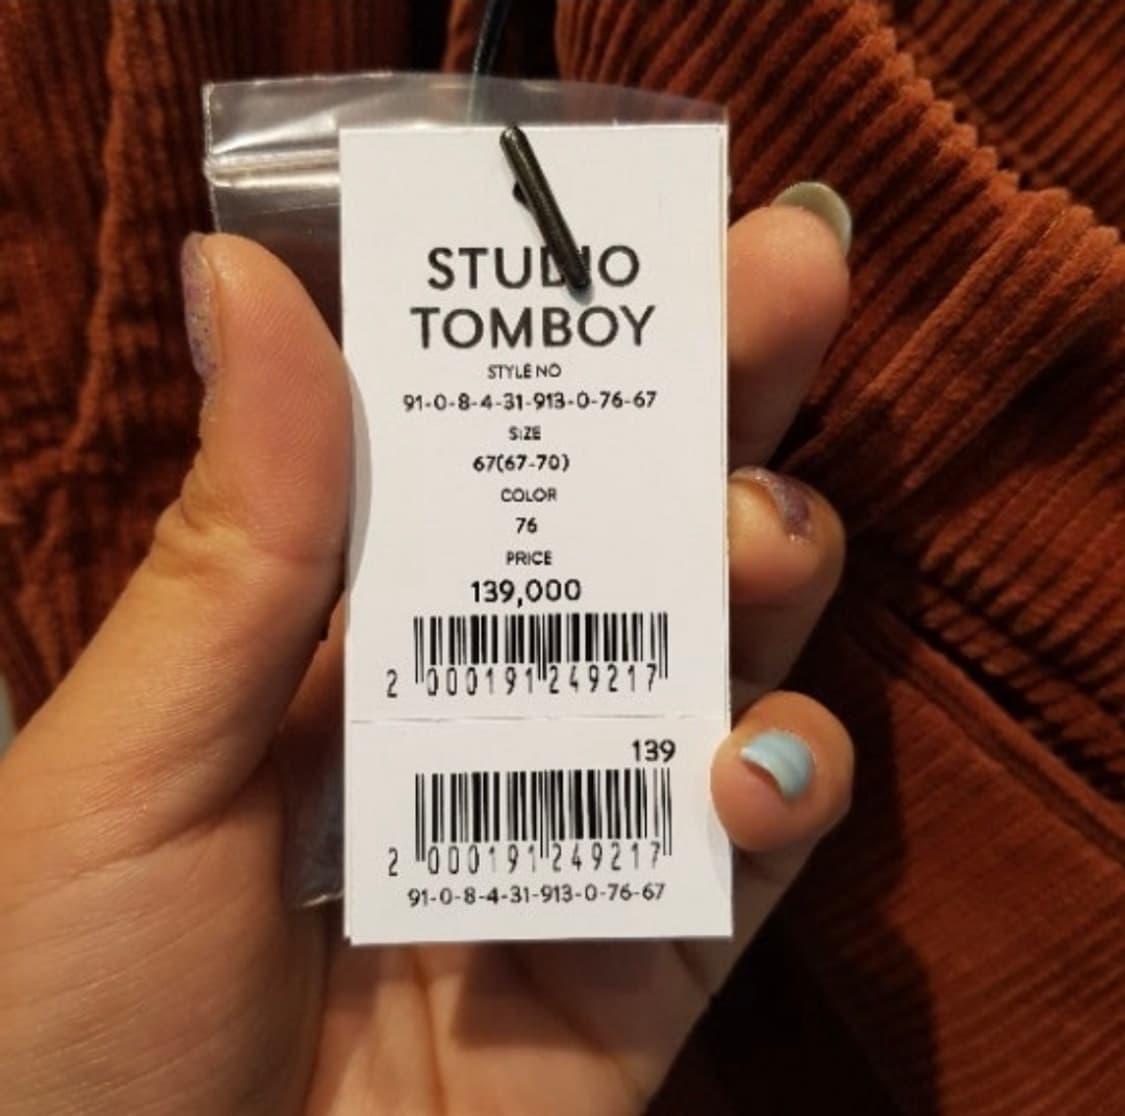 STUDIO
TOMBOY
STYLE NO
91-0-8-4-31-913-0-76-67
SIZE
67(67-70)
COLOR
76
PRICE
139,000
2 000191 249217
139
2 000191 249217
91-0-8-4-31-913-0-76-67